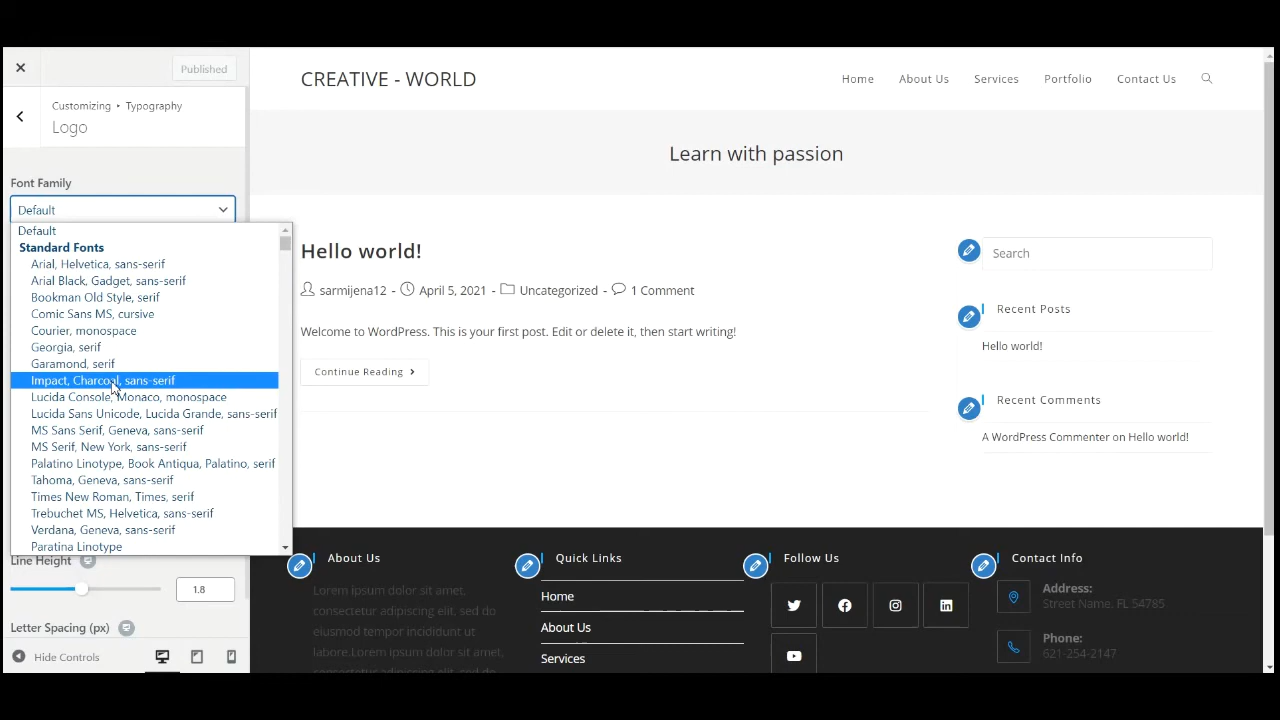 Published
Customizing • Typography
Logo
Font Family
Default
Default
Standard Fonts
Arial, Helvetica, sans-serif
Arial Black, Gadget, sans-serif
Bookman Old Style, serif
Comic Sans MS, cursive
Courier, monospace
Georgia, serif
Garamond, serif
Impact, Charcoal, sans-serif
Lucida Console, Monaco, monospace
Lucida Sans Unicode, Lucida Grande, sans-serif
MS Sans Serif, Geneva, sans-serif
MS Serif, New York, sans-serif
Palatino Linotype, Book Antiqua, Palatino, serif
Tahoma, Geneva, sans-serif
Times New Roman, Times, serif
Trebuchet MS, Helvetica, sans-serif
Verdana, Geneva, sans-serif
Paratina Linotype
Line Height
1.8
Letter Spacing (px)
Hide Controls
CREATIVE - WORLD
Home About Us Services Portfolio Contact Us
Learn with passion
Hello world!
sarmijena12 - April 5, 2021 - Uncategorized - 1 Comment
Welcome to WordPress. This is your first post. Edit or delete it, then start writing!
Continue Reading
Search
Recent Posts
Hello world!
Recent Comments
A WordPress Commenter on Hello world!
About Us
Lorem ipsum dolor sit amet,
consectetur adipiscing elit, sed do
eiusmod tempor incididunt ut
labore.Lorem ipsum dolor sit amet,
Quick Links
Home
About Us
Services
Follow Us
Contact Info
Address:
Street Name. FL 54785
Phone:
621-254-2147